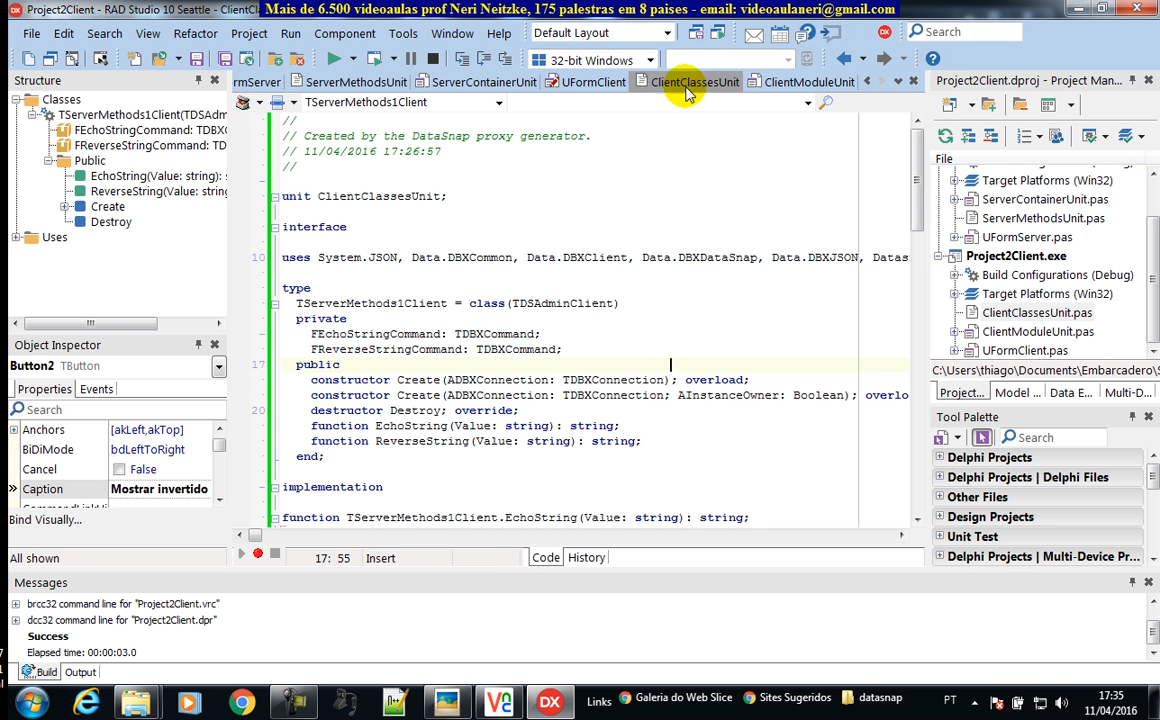 Project2Client - RAD Studio 10 Seattle - ClientCla
Mais de 6.500 videoaulas prof Neri Neitzke, 175 palestras em 8 paises - email: videoaulaneri@gmail.com
File Edit Search View Refactor Project Run Component Tools Window Help
Default Layout
Search
32-bit Windows
Structure
Classes
TServerMethods1Client(TDSAdmin
FEchoStringCommand: TDBXC
FReverseStringCommand: TD
Public
EchoString(Value: string):
ReverseString(Value: string
Create
Destroy
Uses
Object Inspector
Button2 TButton
Properties Events
Search
Anchors [akLeft,akTop]
BiDiMode bdLeftToRight
Cancel False
Caption Mostrar invertido
Bind Visually...
All shown
rmServer ServerMethodsUnit ServerContainerUnit UFormClient ClientClassesUnit ClientModuleUnit
TServerMethods1Client
//
// Created by the DataSnap proxy generator.
// 11/04/2016 17:26:57
//
unit ClientClassesUnit;
interface
10 uses System.JSON, Data.DBXCommon, Data.DBXClient, Data.DBXDataSnap, Data.DBXJSON, Datas
type
TServerMethods1Client = class(TDSAdminClient)
private
FEchoStringCommand: TDBXCommand;
FReverseStringCommand: TDBXCommand;
17 public
constructor Create(ADBXConnection: TDBXConnection); overload;
constructor Create(ADBXConnection: TDBXConnection; AInstanceOwner: Boolean); overlo
20 destructor Destroy; override;
function EchoString(Value: string): string;
function ReverseString(Value: string): string;
end;
implementation
function TServerMethods1Client.EchoString(Value: string): string;
17: 55 Insert Code History
Project2Client.dproj - Project Man...
File
Target Platforms (Win32)
ServerContainerUnit.pas
ServerMethodsUnit.pas
UFormServer.pas
Project2Client.exe
Build Configurations (Debug)
Target Platforms (Win32)
ClientClassesUnit.pas
ClientModuleUnit.pas
UFormClient.pas
C:\Users\thiago\Documents\Embarcadero\S
Project... Model ... Data E... Multi-D...
Tool Palette
Search
Delphi Projects
Delphi Projects | Delphi Files
Other Files
Design Projects
Unit Test
Delphi Projects | Multi-Device Pr...
Messages
brcc32 command line for "Project2Client.vrc"
dcc32 command line for "Project2Client.dpr"
Success
Elapsed time: 00:00:03.0
Build Output
Links Galeria do Web Slice Sites Sugeridos datasnap PT 17:35
11/04/2016